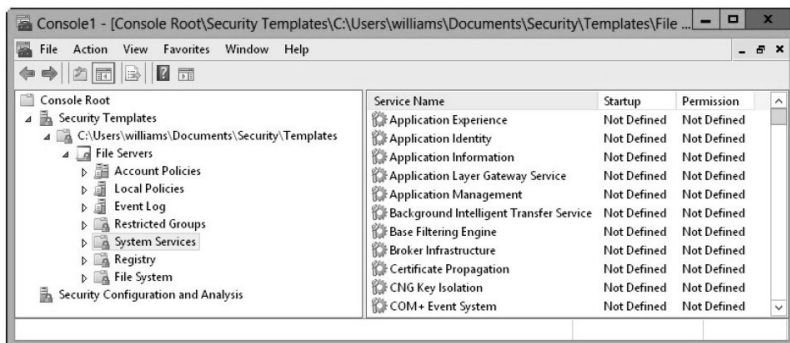 Console1 - [Console Root\Security Templates\C:\Users\williams\Documents\Security\Templates\File ...
File Action View Favorites Window Help
Console Root
Security Templates
C:\Users\williams\Documents\Security\Templates
File Servers
Account Policies
Local Policies
Event Log
Restricted Groups
System Services
Registry
File System
Security Configuration and Analysis
Service Name Startup Permission
Application Experience Not Defined Not Defined
Application Identity Not Defined Not Defined
Application Information Not Defined Not Defined
Application Layer Gateway Service Not Defined Not Defined
Application Management Not Defined Not Defined
Background Intelligent Transfer Service Not Defined Not Defined
Base Filtering Engine Not Defined Not Defined
Broker Infrastructure Not Defined Not Defined
Certificate Propagation Not Defined Not Defined
CNG Key Isolation Not Defined Not Defined
COM+ Event System Not Defined Not Defined